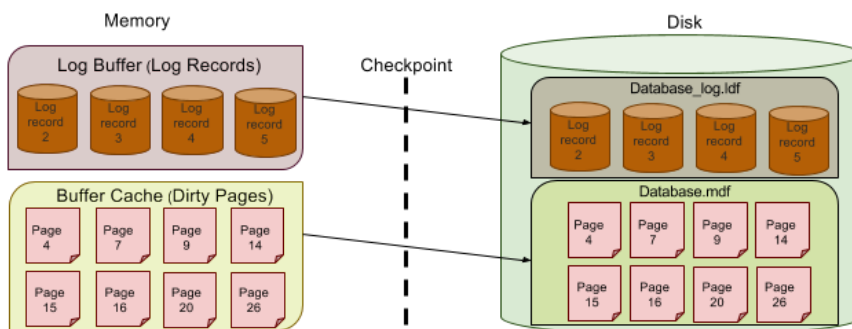 Memory
Disk
Checkpoint
Log Buffer (Log Records)
Log
record
2
Log
record
3
Log
record
4
Log
record
5
Buffer Cache (Dirty Pages)
Page
4
Page
7
Page
9
Page
14
Page
15
Page
16
Page
20
Page
26
Database_log.ldf
Log
record
2
Log
record
3
Log
record
4
Log
record
5
Database.mdf
Page
4
Page
7
Page
9
Page
14
Page
15
Page
16
Page
20
Page
26